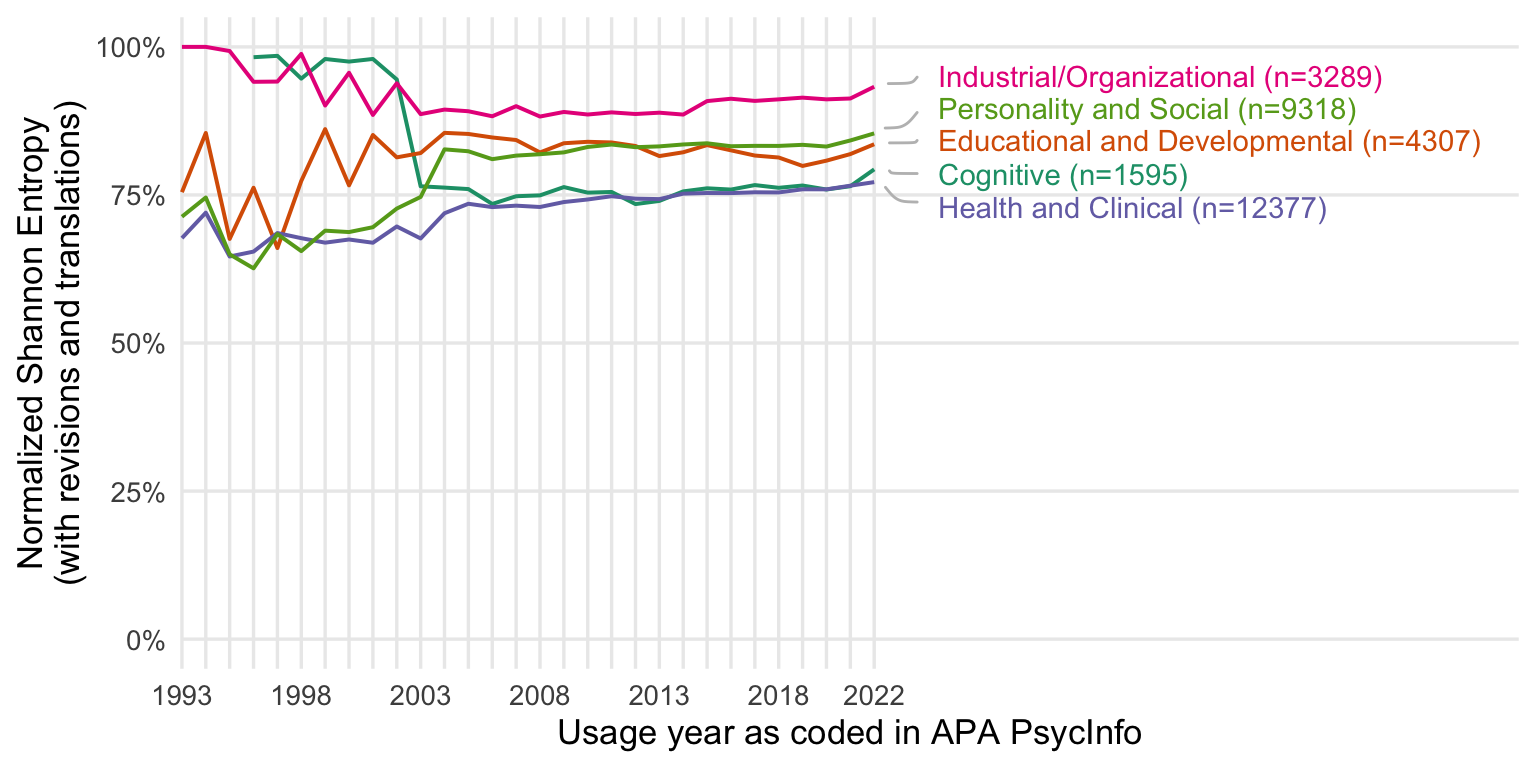 Normalized Shannon Entropy
(with revisions and translations)
100%
75%
50%
25%
0%
Industrial/Organizational (n=3289)
Personality and Social (n=9318)
Educational and Developmental (n=4307)
Cognitive (n=1595)
Health and Clinical (n=12377)
1993 1998 2003 2008 2013 2018 2022
Usage year as coded in APA PsycInfo